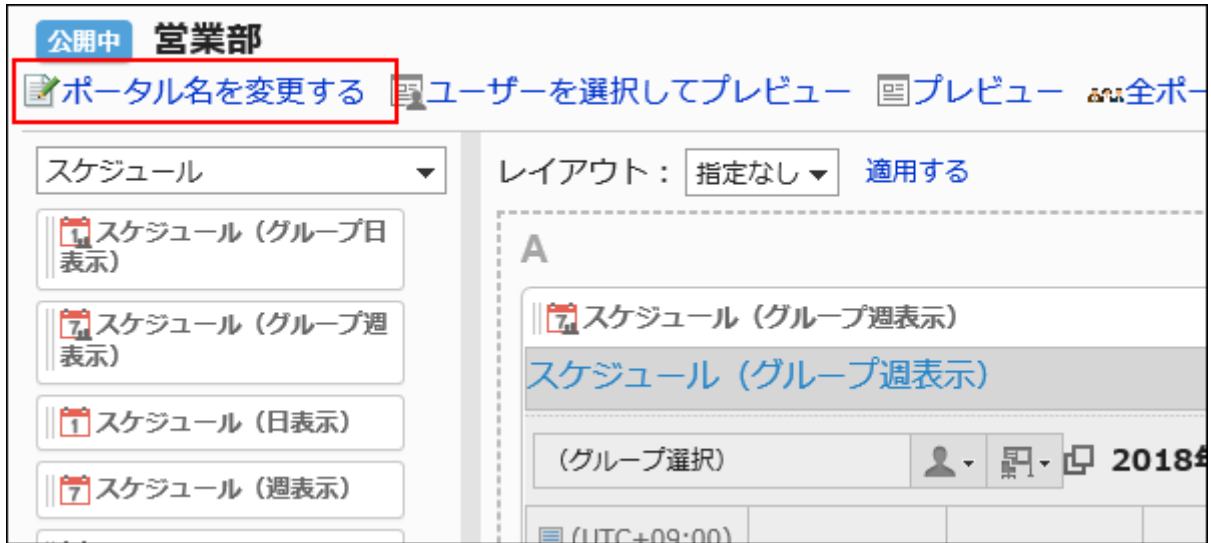 公開中 営業部
ポータル名を変更する ユーザーを選択してプレビュー プレビュー 全ポー
スケジュール
レイアウト： 指定なし 適用する
スケジュール（グループ日
表示）
スケジュール（グループ週
表示）
スケジュール（日表示）
スケジュール（週表示）
A
スケジュール（グループ週表示）
スケジュール（グループ週表示）
（グループ選択） 2018年
(UTC+09:00)